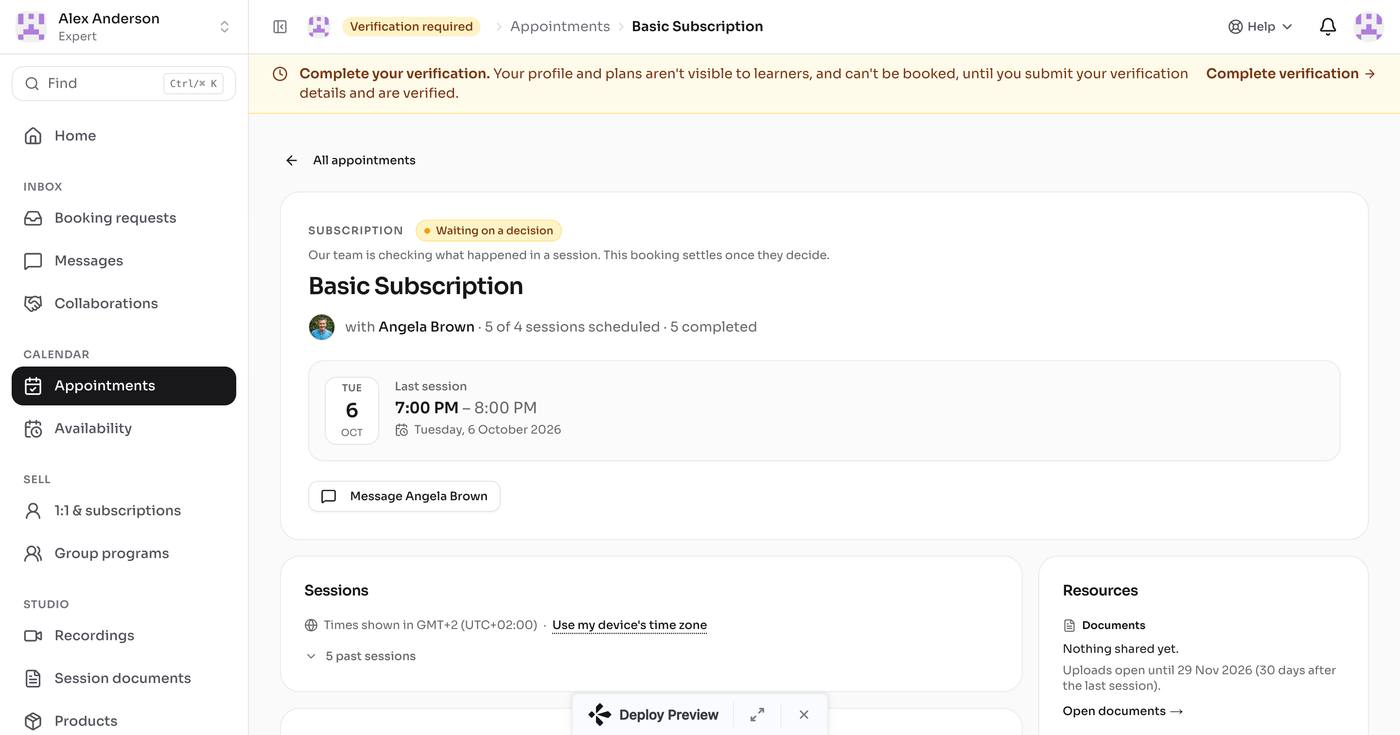 Alex Anderson
Expert
Verification required
Appointments
Basic Subscription
Help
Find
Ctrl/⌘ K
Complete your verification. Your profile and plans aren't visible to learners, and can't be booked, until you submit your verification
details and are verified.
Complete verification →
Home
INBOX
Booking requests
Messages
Collaborations
CALENDAR
Appointments
Availability
SELL
1:1 & subscriptions
Group programs
STUDIO
Recordings
Session documents
Products
All appointments
SUBSCRIPTION
Waiting on a decision
Our team is checking what happened in a session. This booking settles once they decide.
Basic Subscription
with Angela Brown · 5 of 4 sessions scheduled · 5 completed
TUE
6
OCT
Last session
7:00 PM – 8:00 PM
Tuesday, 6 October 2026
Message Angela Brown
Sessions
Times shown in GMT+2 (UTC+02:00) · Use my device's time zone
5 past sessions
Resources
Documents
Nothing shared yet.
Uploads open until 29 Nov 2026 (30 days after
the last session).
Open documents →
Deploy Preview